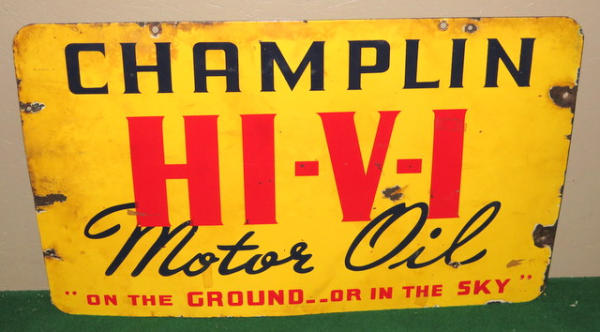 CHAMPLIN
HI-V-I
Motor Oil
"ON THE GROUND..OR IN THE SKY"